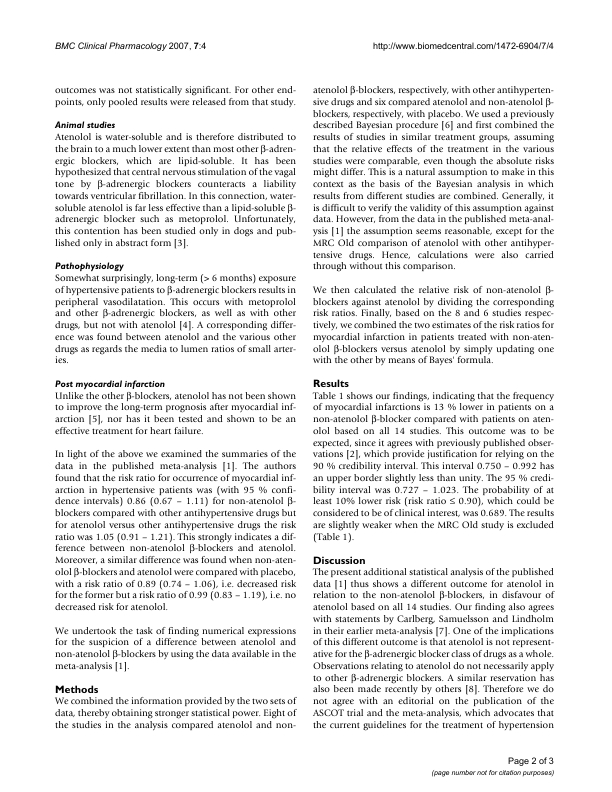 BMC Clinical Pharmacology 2007, 7:4
http://www.biomedcentral.com/1472-6904/7/4
outcomes was not statistically significant. For other end-
points, only pooled results were released from that study.
Animal studies
Atenolol is water-soluble and is therefore distributed to
the brain to a much lower extent than most other β-adren-
ergic blockers, which are lipid-soluble. It has been
hypothesized that central nervous stimulation of the vagal
tone by β-adrenergic blockers counteracts a liability
towards ventricular fibrillation. In this connection, water-
soluble atenolol is far less effective than a lipid-soluble β-
adrenergic blocker such as metoprolol. Unfortunately,
this contention has been studied only in dogs and pub-
lished only in abstract form [3].
Pathophysiology
Somewhat surprisingly, long-term (> 6 months) exposure
of hypertensive patients to β-adrenergic blockers results in
peripheral vasodilatation. This occurs with metoprolol
and other β-adrenergic blockers, as well as with other
drugs, but not with atenolol [4]. A corresponding differ-
ence was found between atenolol and the various other
drugs as regards the media to lumen ratios of small arter-
ies.
Post myocardial infarction
Unlike the other β-blockers, atenolol has not been shown
to improve the long-term prognosis after myocardial inf-
arction [5], nor has it been tested and shown to be an
effective treatment for heart failure.
In light of the above we examined the summaries of the
data in the published meta-analysis [1]. The authors
found that the risk ratio for occurrence of myocardial inf-
arction in hypertensive patients was (with 95 % confi-
dence intervals) 0.86 (0.67 – 1.11) for non-atenolol β-
blockers compared with other antihypertensive drugs but
for atenolol versus other antihypertensive drugs the risk
ratio was 1.05 (0.91 – 1.21). This strongly indicates a dif-
ference between non-atenolol β-blockers and atenolol.
Moreover, a similar difference was found when non-aten-
olol β-blockers and atenolol were compared with placebo,
with a risk ratio of 0.89 (0.74 – 1.06), i.e. decreased risk
for the former but a risk ratio of 0.99 (0.83 – 1.19), i.e. no
decreased risk for atenolol.
We undertook the task of finding numerical expressions
for the suspicion of a difference between atenolol and
non-atenolol β-blockers by using the data available in the
meta-analysis [1].
Methods
We combined the information provided by the two sets of
data, thereby obtaining stronger statistical power. Eight of
the studies in the analysis compared atenolol and non-
atenolol β-blockers, respectively, with other antihyperten-
sive drugs and six compared atenolol and non-atenolol β-
blockers, respectively, with placebo. We used a previously
described Bayesian procedure [6] and first combined the
results of studies in similar treatment groups, assuming
that the relative effects of the treatment in the various
studies were comparable, even though the absolute risks
might differ. This is a natural assumption to make in this
context as the basis of the Bayesian analysis in which
results from different studies are combined. Generally, it
is difficult to verify the validity of this assumption against
data. However, from the data in the published meta-anal-
ysis [1] the assumption seems reasonable, except for the
MRC Old comparison of atenolol with other antihyper-
tensive drugs. Hence, calculations were also carried
through without this comparison.
We then calculated the relative risk of non-atenolol β-
blockers against atenolol by dividing the corresponding
risk ratios. Finally, based on the 8 and 6 studies respec-
tively, we combined the two estimates of the risk ratios for
myocardial infarction in patients treated with non-aten-
olol β-blockers versus atenolol by simply updating one
with the other by means of Bayes' formula.
Results
Table 1 shows our findings, indicating that the frequency
of myocardial infarctions is 13 % lower in patients on a
non-atenolol β-blocker compared with patients on aten-
olol based on all 14 studies. This outcome was to be
expected, since it agrees with previously published obser-
vations [2], which provide justification for relying on the
90 % credibility interval. This interval 0.750 – 0.992 has
an upper border slightly less than unity. The 95 % credi-
bility interval was 0.727 – 1.023. The probability of at
least 10% lower risk (risk ratio ≤ 0.90), which could be
considered to be of clinical interest, was 0.689. The results
are slightly weaker when the MRC Old study is excluded
(Table 1).
Discussion
The present additional statistical analysis of the published
data [1] thus shows a different outcome for atenolol in
relation to the non-atenolol β-blockers, in disfavour of
atenolol based on all 14 studies. Our finding also agrees
with statements by Carlberg, Samuelsson and Lindholm
in their earlier meta-analysis [7]. One of the implications
of this different outcome is that atenolol is not represent-
ative for the β-adrenergic blocker class of drugs as a whole.
Observations relating to atenolol do not necessarily apply
to other β-adrenergic blockers. A similar reservation has
also been made recently by others [8]. Therefore we do
not agree with an editorial on the publication of the
ASCOT trial and the meta-analysis, which advocates that
the current guidelines for the treatment of hypertension
Page 2 of 3
(page number not for citation purposes)